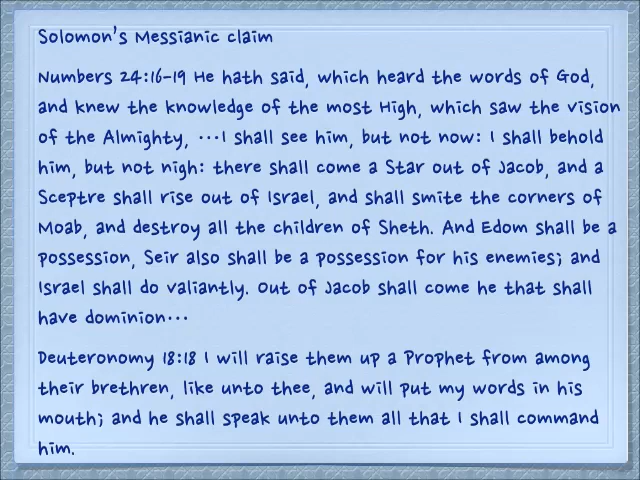 Solomon's Messianic claim
Numbers 24:16-19 He hath said, which heard the words of God,
and knew the knowledge of the most High, which saw the vision
of the Almighty, ...I shall see him, but not now: I shall behold
him, but not nigh: there shall come a Star out of Jacob, and a
Sceptre shall rise out of Israel, and shall smite the corners of
Moab, and destroy all the children of Sheth. And Edom shall be a
possession, Seir also shall be a possession for his enemies; and
Israel shall do valiantly. Out of Jacob shall come he that shall
have dominion...
Deuteronomy 18:18 I will raise them up a Prophet from among
their brethren, like unto thee, and will put my words in his
mouth; and he shall speak unto them all that I shall command
him.